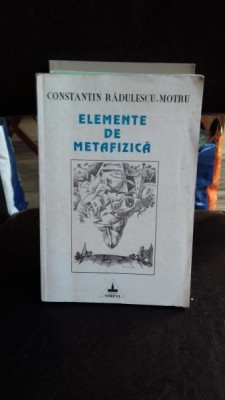 CONSTANTIN RĂDULESCU-MOTRU
ELEMENTE
DE
METAFIZICĂ